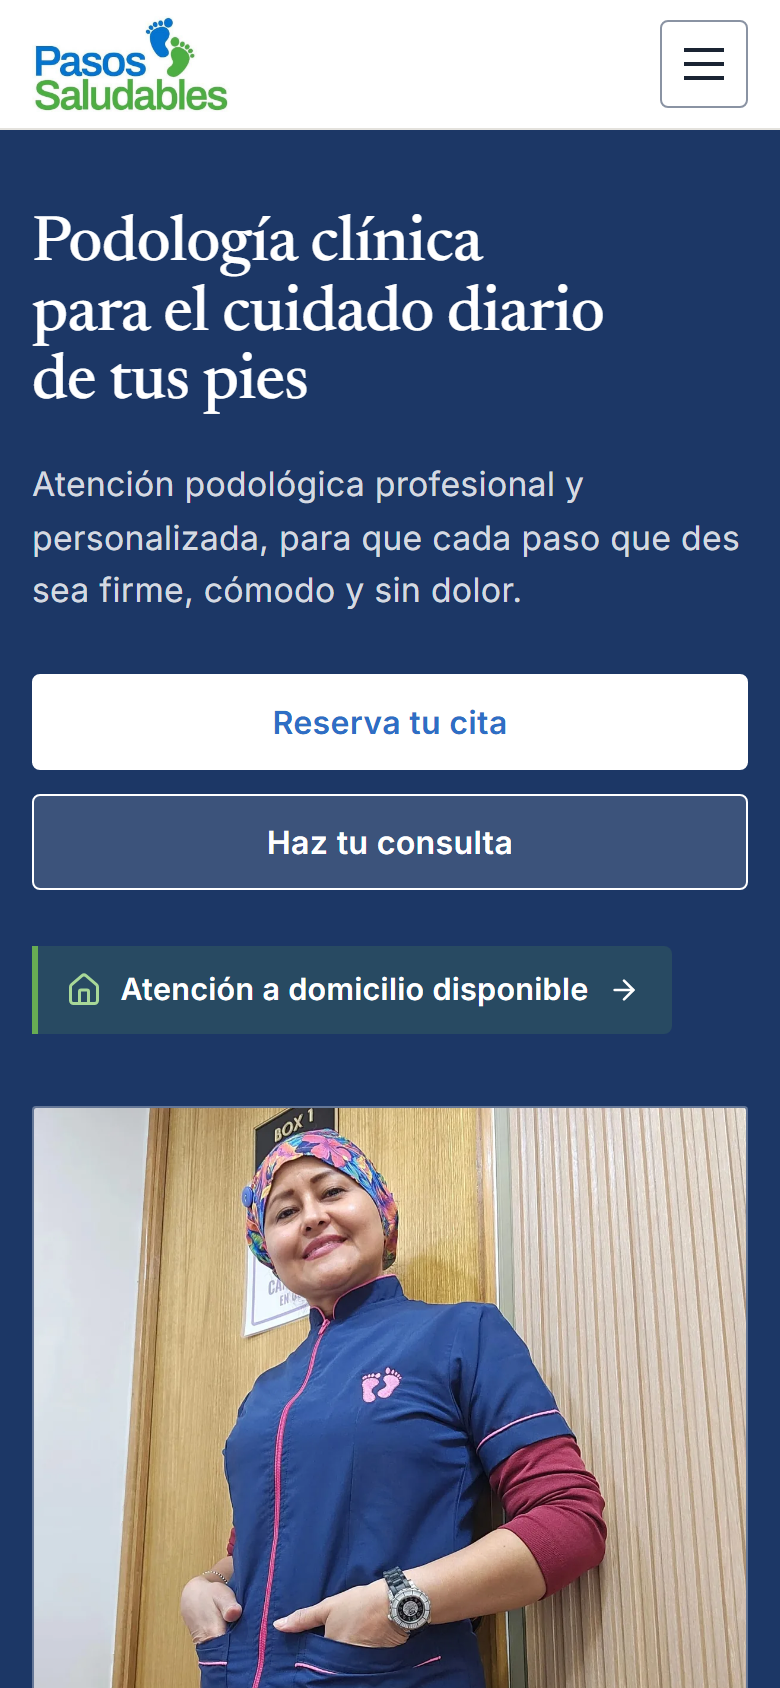 Pasos
Saludables
Podología clínica
para el cuidado diario
de tus pies
Atención podológica profesional y
personalizada, para que cada paso que des
sea firme, cómodo y sin dolor.
Reserva tu cita
Haz tu consulta
Atención a domicilio disponible
BOX 1